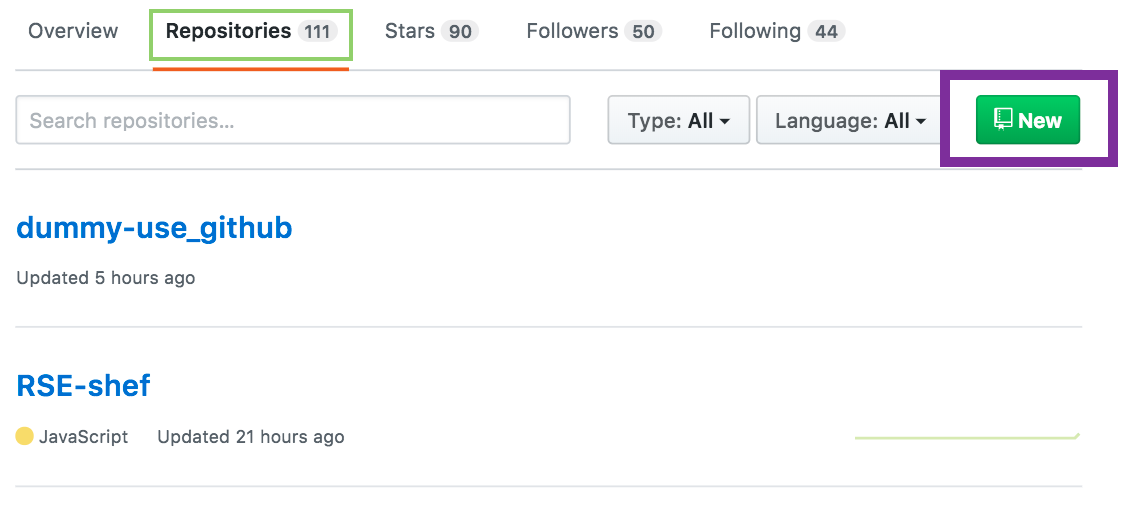 Overview Repositories 111 Stars 90 Followers 50 Following 44
Search repositories... Type: All Language: All New
dummy-use_github
Updated 5 hours ago
RSE-shef
JavaScript Updated 21 hours ago